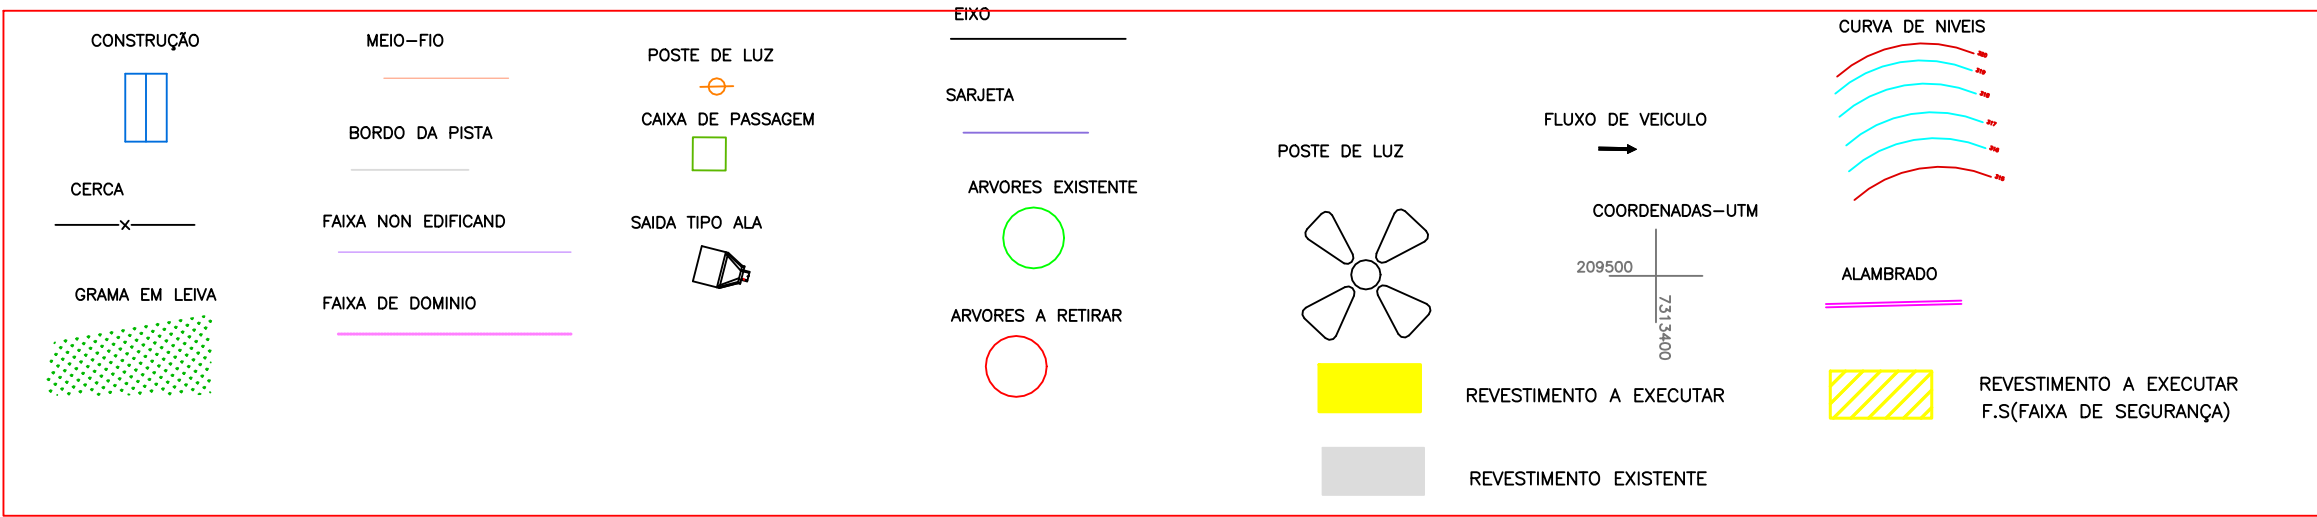 CONSTRUÇÃO
CERCA
GRAMA EM LEIVA
MEIO-FIO
BORDO DA PISTA
FAIXA NON EDIFICAND
FAIXA DE DOMINIO
POSTE DE LUZ
CAIXA DE PASSAGEM
SAIDA TIPO ALA
EIXO
SARJETA
ARVORES EXISTENTE
ARVORES A RETIRAR
POSTE DE LUZ
REVESTIMENTO A EXECUTAR
REVESTIMENTO EXISTENTE
FLUXO DE VEICULO
COORDENADAS-UTM
209500
7313400
CURVA DE NIVEIS
319
317
ALAMBRADO
REVESTIMENTO A EXECUTAR
F.S(FAIXA DE SEGURANÇA)